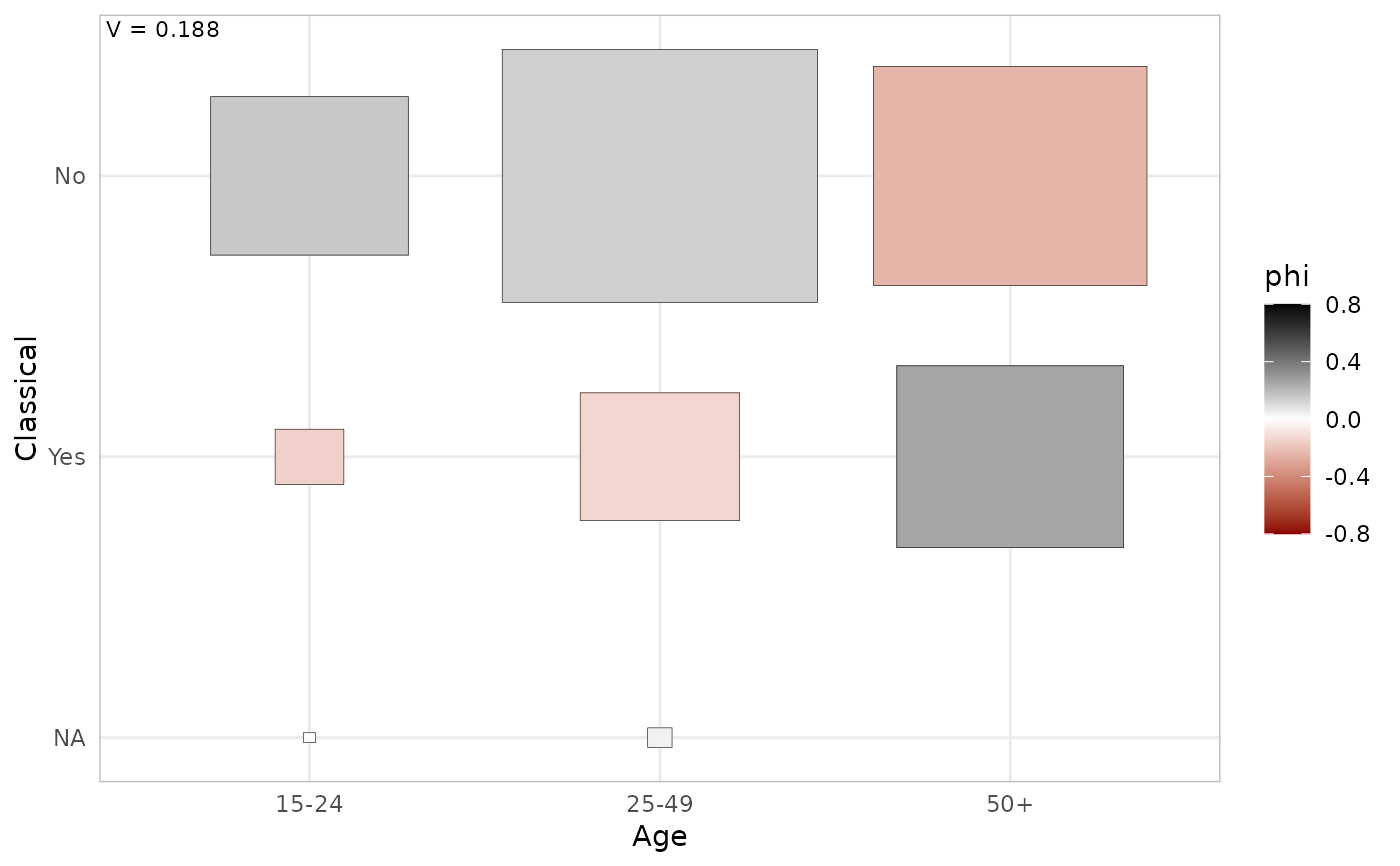 V = 0.188
No
Yes
NA
Classical
15-24
25-49
50+
Age
phi
0.8
0.4
0.0
-0.4
-0.8